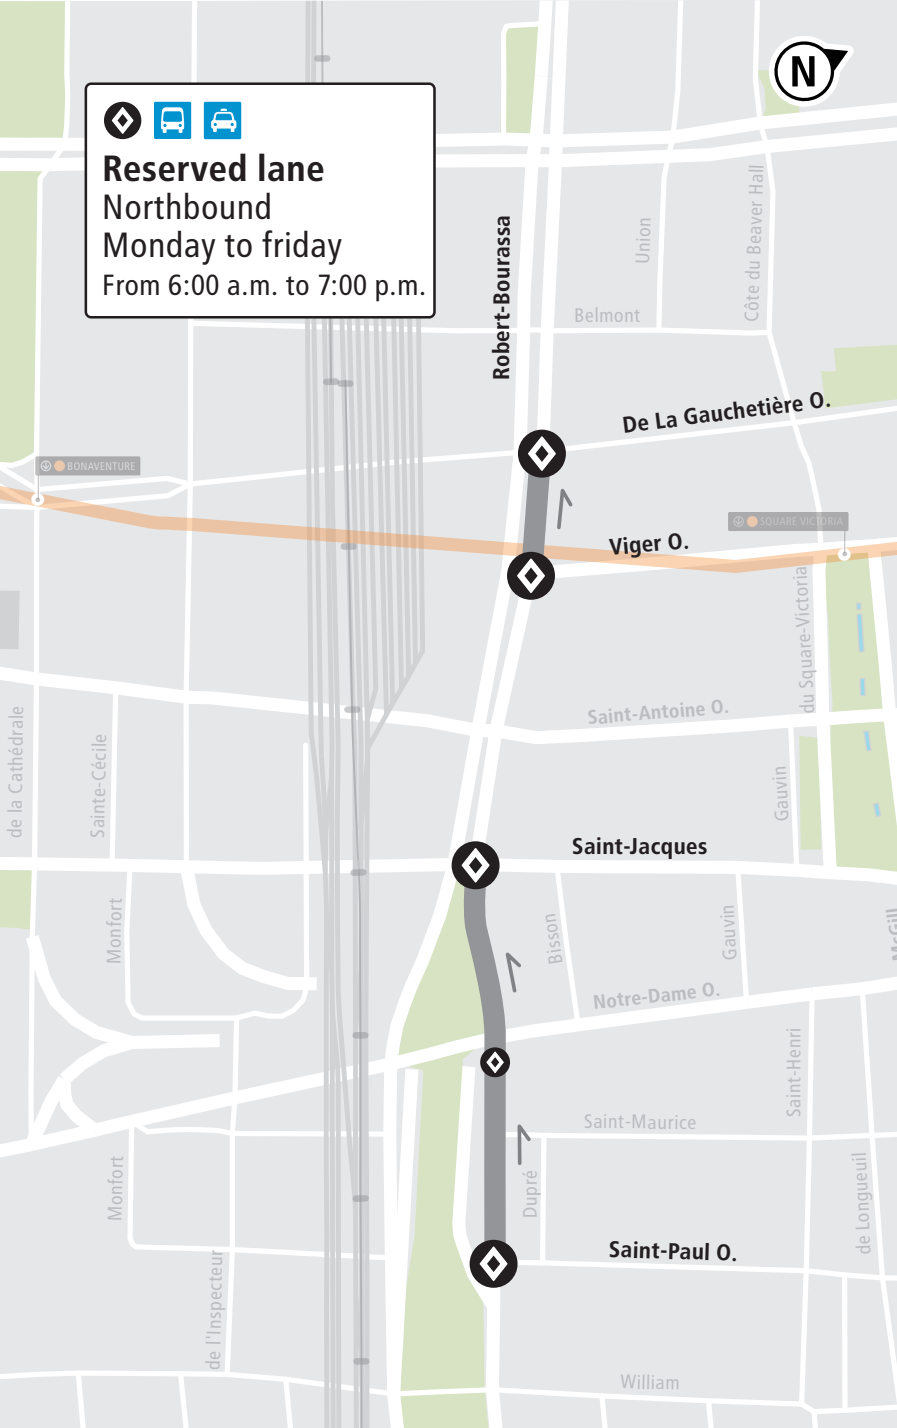 N
Reserved lane
Northbound
Monday to friday
From 6:00 a.m. to 7:00 p.m.
Robert-Bourassa
Union
Côte du Beaver Hall
Belmont
De La Gauchetière O.
BONAVENTURE
SQUARE VICTORIA
Viger O.
du Square-Victoria
Saint-Antoine O.
de la Cathédrale
Sainte-Cécile
Gauvin
Saint-Jacques
Monfort
Bisson
Gauvin
McGill
Notre-Dame O.
Saint-Henri
Saint-Maurice
Monfort
Dupré
de Longueuil
Saint-Paul O.
de l'Inspecteur
William